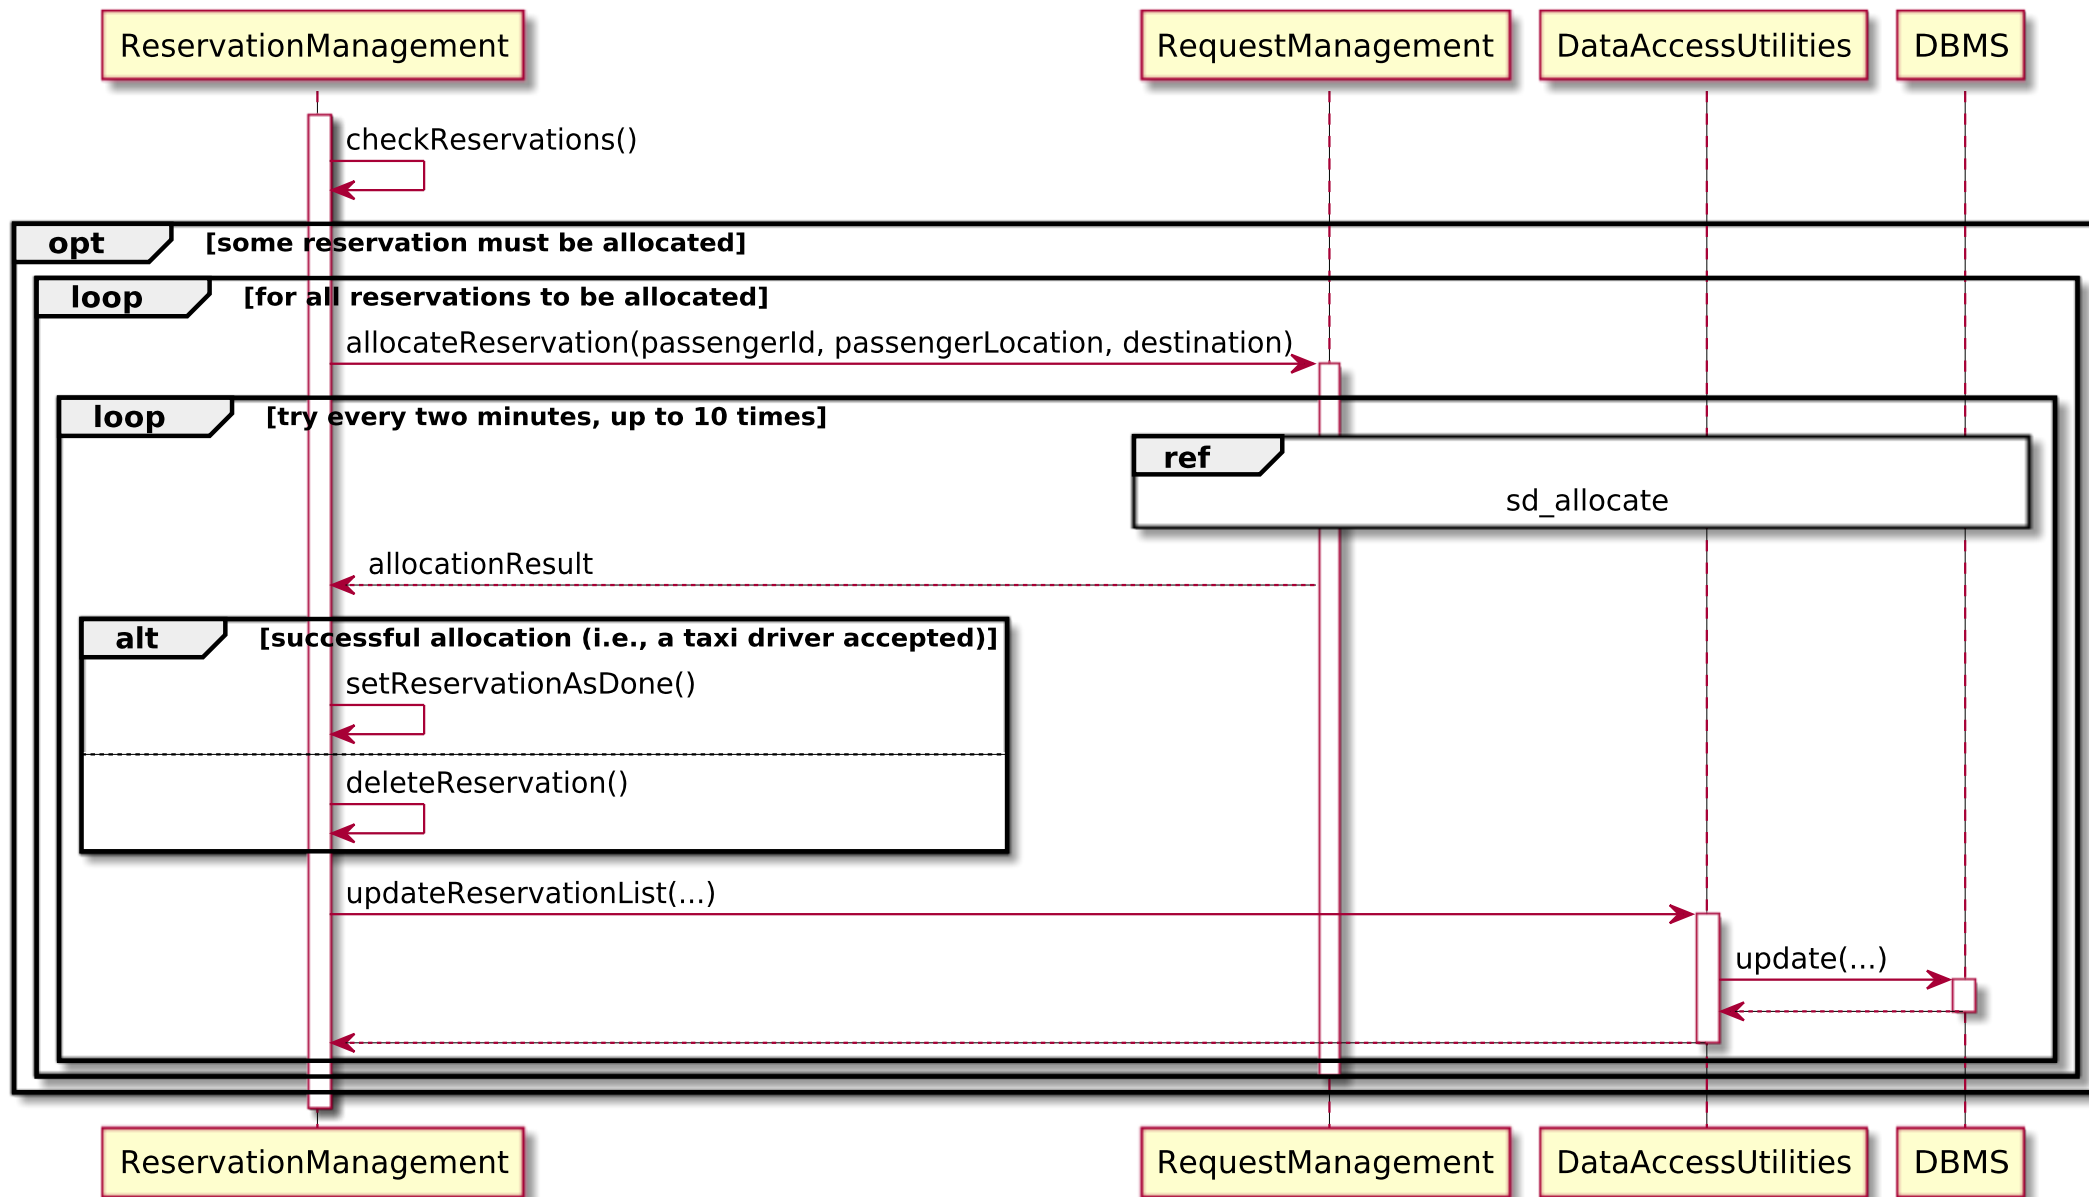 ReservationManagement
RequestManagement
DataAccessUtilities
DBMS
checkReservations()
opt [some reservation must be allocated]
loop [for all reservations to be allocated]
allocateReservation(passengerId, passengerLocation, destination)
loop [try every two minutes, up to 10 times]
ref
sd_allocate
allocationResult
alt [successful allocation (i.e., a taxi driver accepted)]
setReservationAsDone()
deleteReservation()
updateReservationList(...)
update(...)
ReservationManagement
RequestManagement
DataAccessUtilities
DBMS